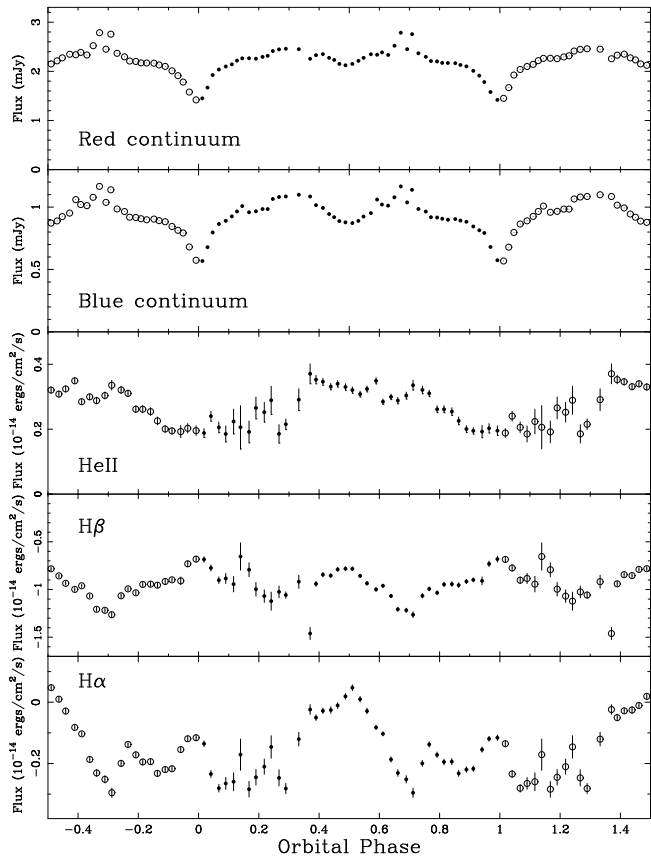 3
2
1
0
Flux (mJy)
Red continuum
1
0.5
0
Flux (mJy)
Blue continuum
0.4
0.2
0
Flux (10⁻¹⁴ ergs/cm²/s)
HeII
−0.5
−1
−1.5
Flux (10⁻¹⁴ ergs/cm²/s)
Hβ
0
−0.2
Flux (10⁻¹⁴ ergs/cm²/s)
Hα
−0.4 −0.2 0 0.2 0.4 0.6 0.8 1 1.2 1.4
Orbital Phase